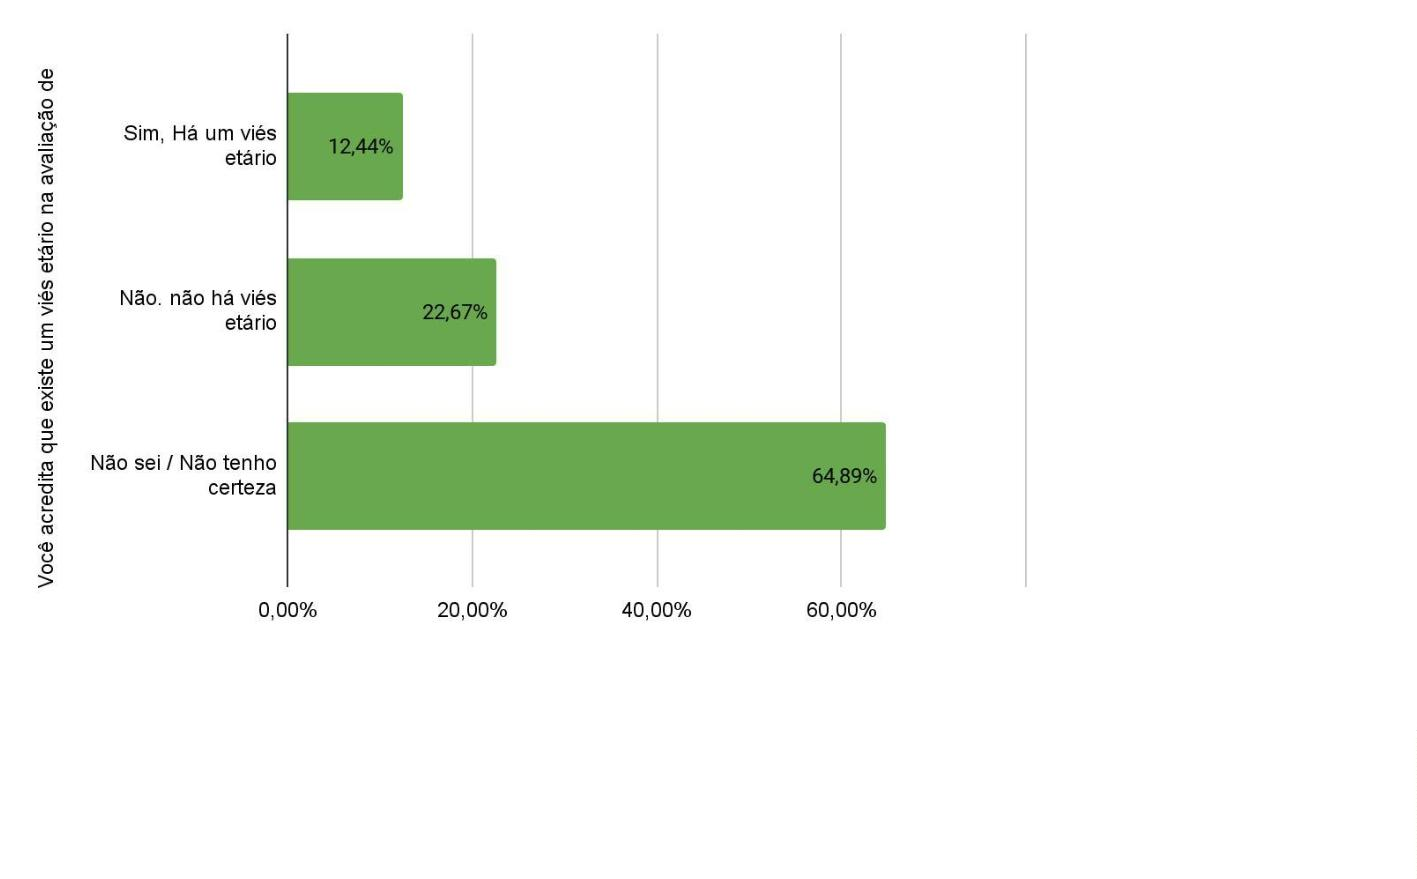 Você acredita que existe um viés etário na avaliação de
Sim, Há um viés
etário
12,44%
Não. não há viés
etário
22,67%
Não sei / Não tenho
certeza
64,89%
0,00%
20,00%
40,00%
60,00%